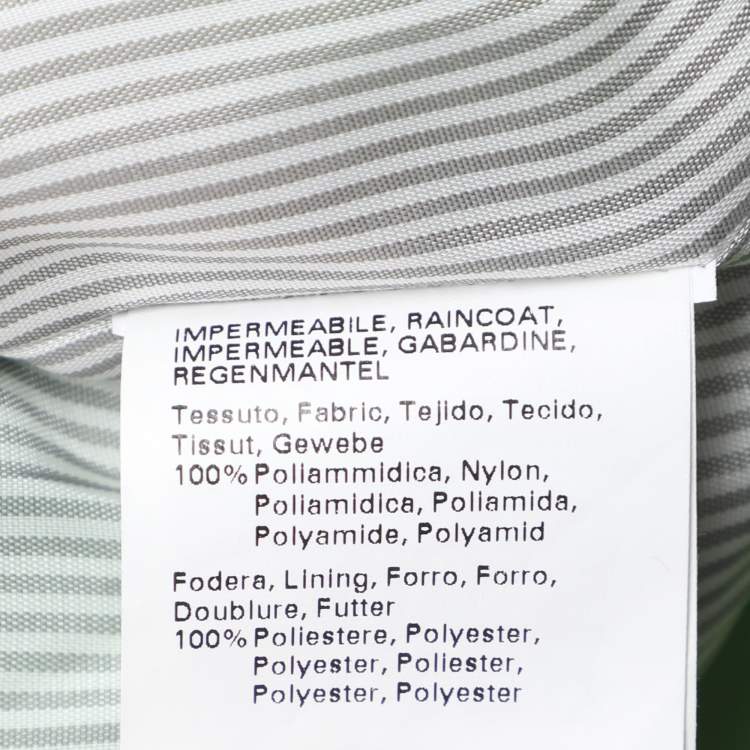 IMPERMEABILE, RAINCOAT,
IMPERMEABLE, GABARDINE,
REGENMANTEL
Tessuto, Fabric, Tejido, Tecido,
Tissut, Gewebe
100% Poliammidica, Nylon,
Poliamidica, Poliamida,
Polyamide, Polyamid
Fodera, Lining, Forro, Forro,
Doublure, Futter
100% Poliestere, Polyester,
Polyester, Poliester,
Polyester, Polyester